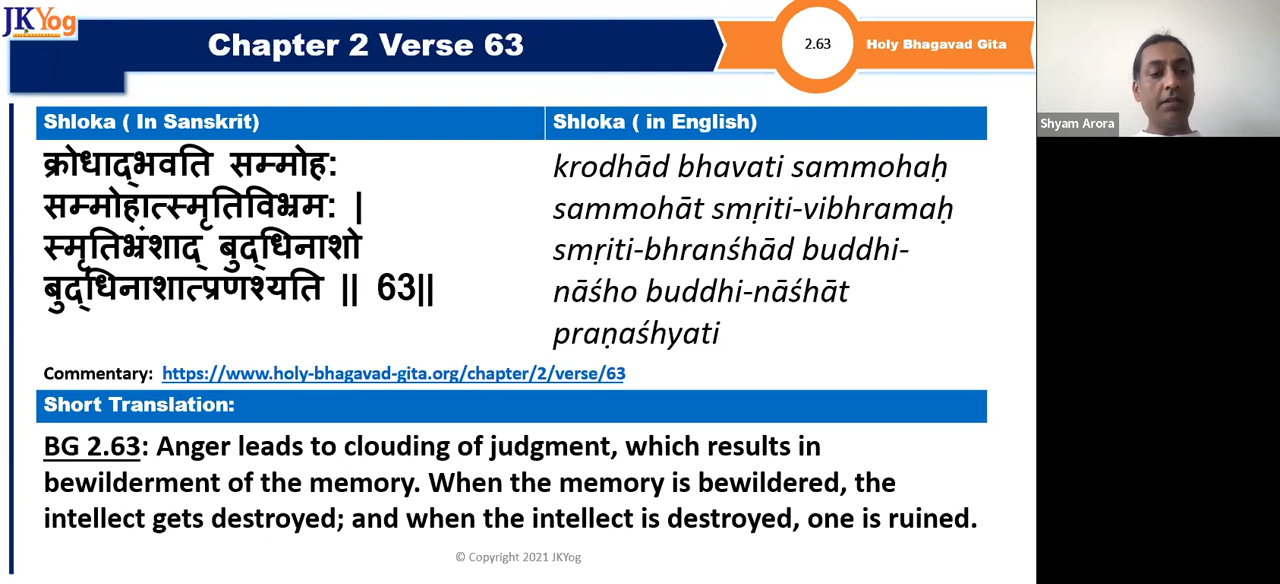 JKYog
Chapter 2 Verse 63
2.63
Holy Bhagavad Gita
Shloka ( In Sanskrit)
क्रोधाद्‍भवति सम्मोह:
सम्मोहात्स्मृतिविभ्रम: |
स्मृतिभ्रंशाद् बुद्धिनाशो
बुद्धिनाशात्प्रणश्यति || 63||
Shloka ( in English)
krodhād bhavati sammohaḥ
sammohāt smṛiti-vibhramaḥ
smṛiti-bhranśhād buddhi-
nāśho buddhi-nāśhāt
praṇaśhyati
Commentary: https://www.holy-bhagavad-gita.org/chapter/2/verse/63
Short Translation:
BG 2.63: Anger leads to clouding of judgment, which results in
bewilderment of the memory. When the memory is bewildered, the
intellect gets destroyed; and when the intellect is destroyed, one is ruined.
© Copyright 2021 JKYog
Shyam Arora